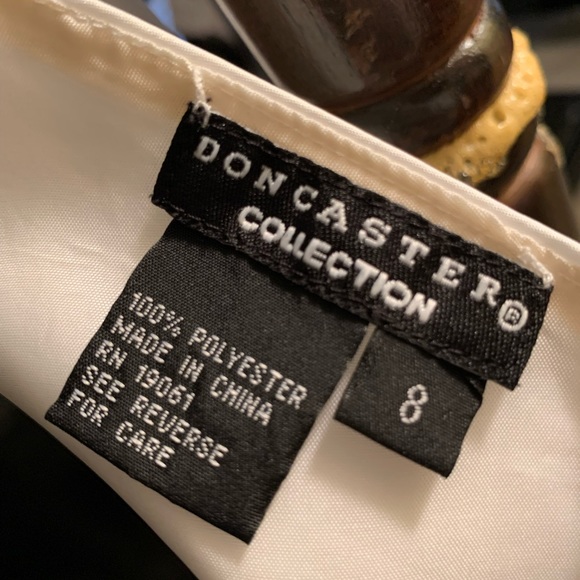 DONCASTER®
COLLECTION
100% POLYESTER
MADE IN CHINA
RN 19061
SEE REVERSE
FOR CARE
8